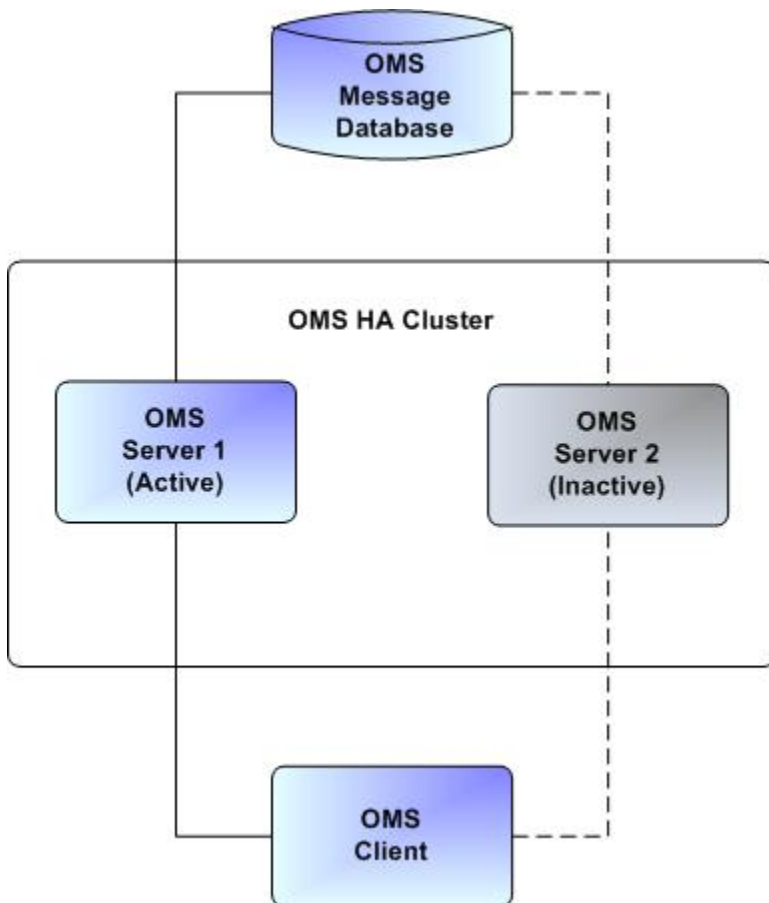 OMS
Message
Database
OMS HA Cluster
OMS
Server 1
(Active)
OMS
Server 2
(Inactive)
OMS
Client